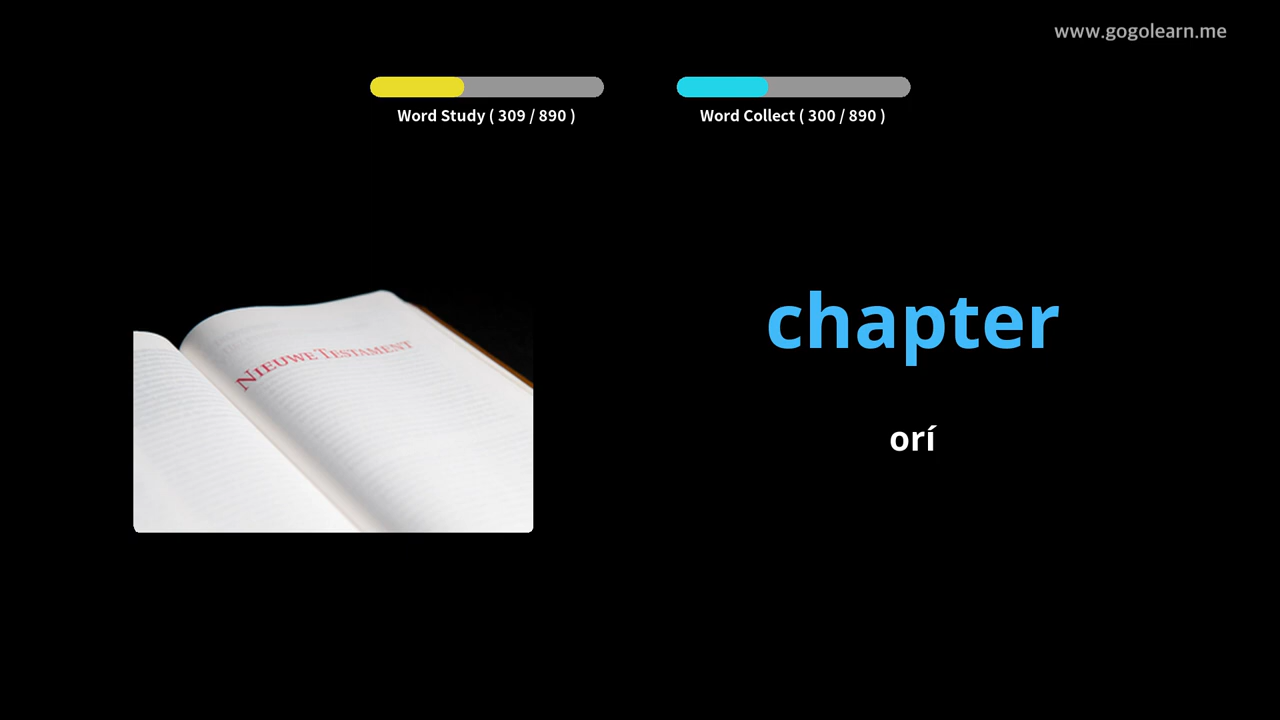 www.gogolearn.me
Word Study ( 309 / 890 )
Word Collect ( 300 / 890 )
NIEUWE TESTAMENT
chapter
orí